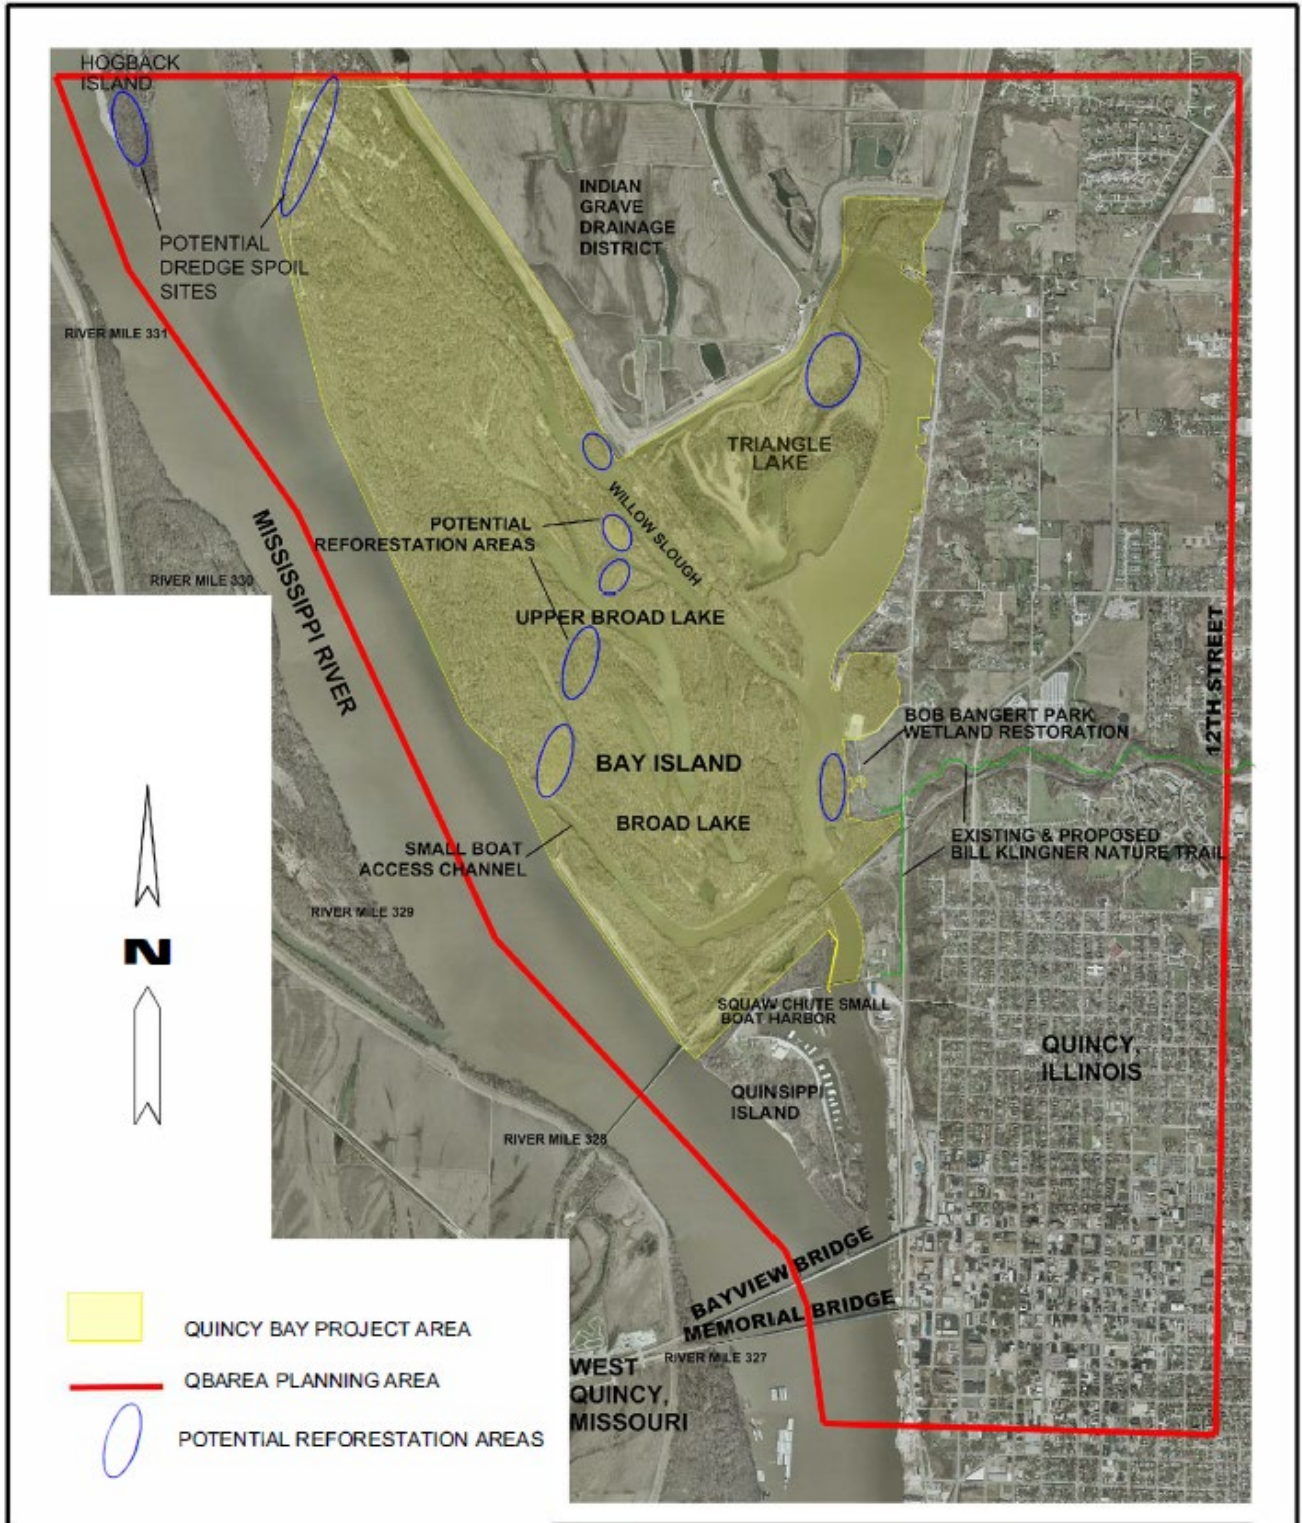 HOGBACK
ISLAND
POTENTIAL
DREDGE SPOIL
SITES
INDIAN
GRAVE
DRAINAGE
DISTRICT
RIVER MILE 331
TRIANGLE
LAKE
WILLOW SLOUGH
POTENTIAL
REFORESTATION AREAS
MISSISSIPPI RIVER
RIVER MILE 330
UPPER BROAD LAKE
12TH STREET
BOB BANGERT PARK
WETLAND RESTORATION
BAY ISLAND
BROAD LAKE
SMALL BOAT
ACCESS CHANNEL
EXISTING & PROPOSED
BILL KLINGNER NATURE TRAIL
RIVER MILE 329
N
SQUAW CHUTE SMALL
BOAT HARBOR
QUINCY,
ILLINOIS
QUINSIPPI
ISLAND
RIVER MILE 328
BAYVIEW BRIDGE
MEMORIAL BRIDGE
RIVER MILE 327
WEST
QUINCY,
MISSOURI
QUINCY BAY PROJECT AREA
QBAREA PLANNING AREA
POTENTIAL REFORESTATION AREAS